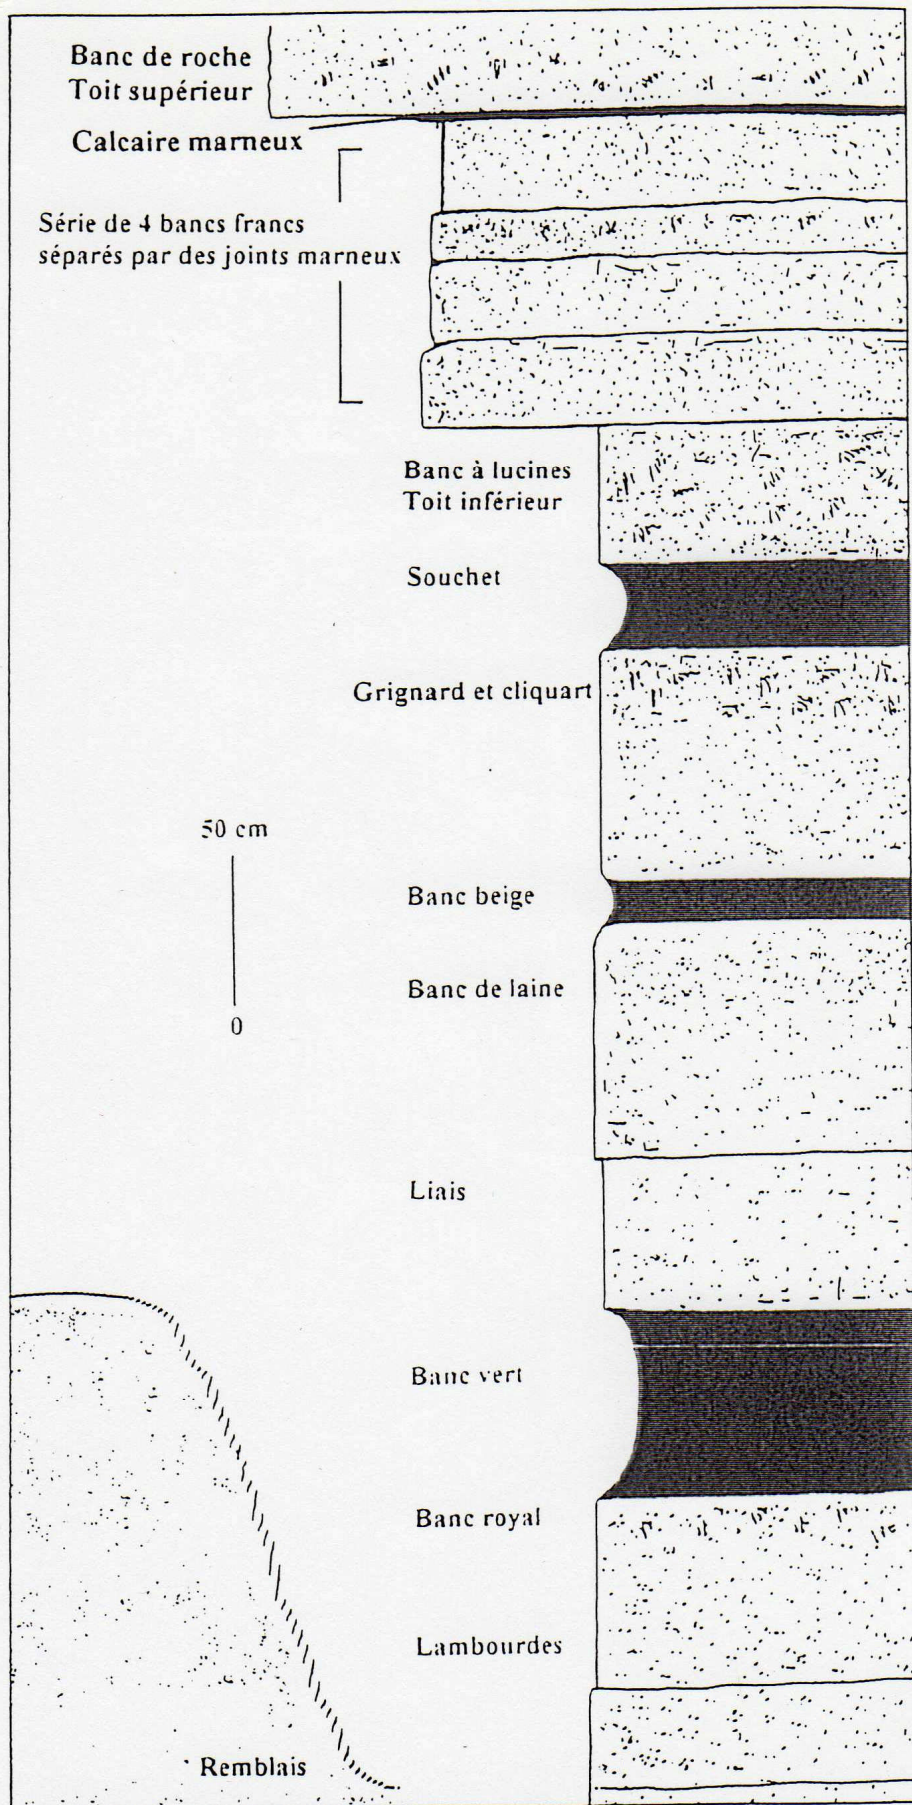 Banc de roche
Toit supérieur
Calcaire marneux
Série de 4 bancs francs
séparés par des joints marneux
Banc à lucines
Toit inférieur
Souchet
Grignard et cliquart
50 cm
Banc beige
Banc de laine
0
Liais
Banc vert
Banc royal
Lambourdes
Remblais